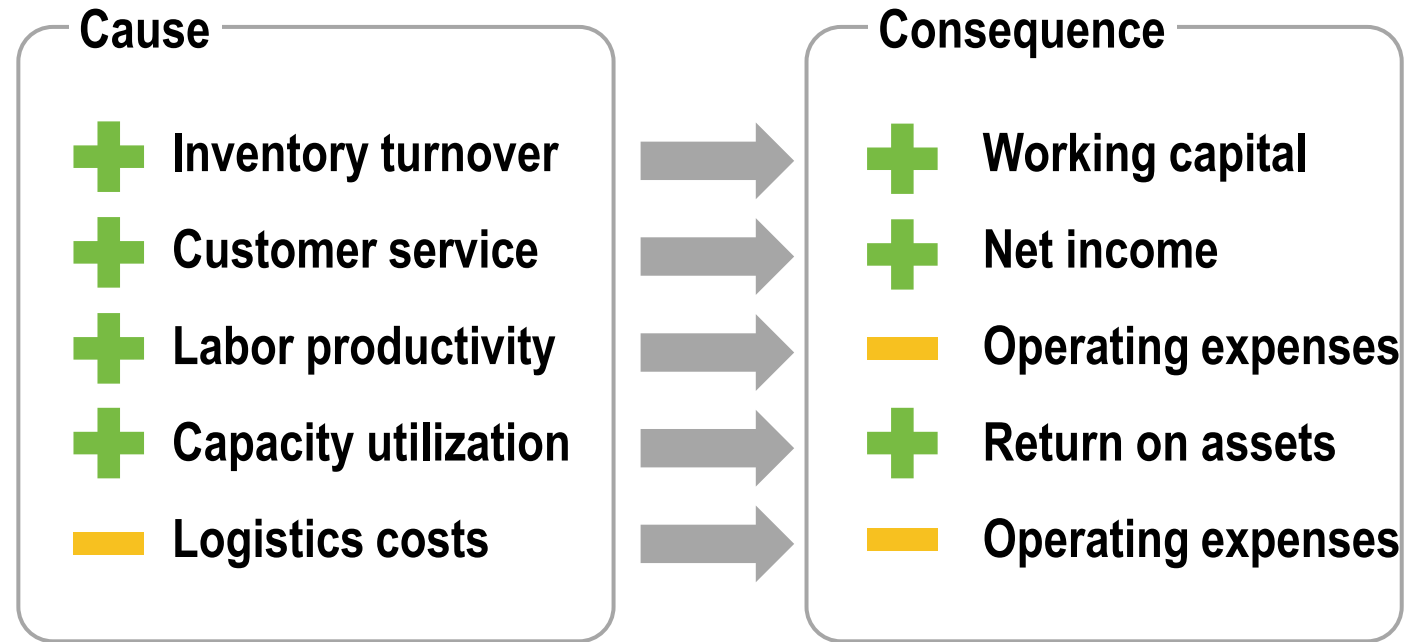 Cause
Consequence
Inventory turnover
Working capital
Customer service
Net income
Labor productivity
Operating expenses
Capacity utilization
Return on assets
Logistics costs
Operating expenses